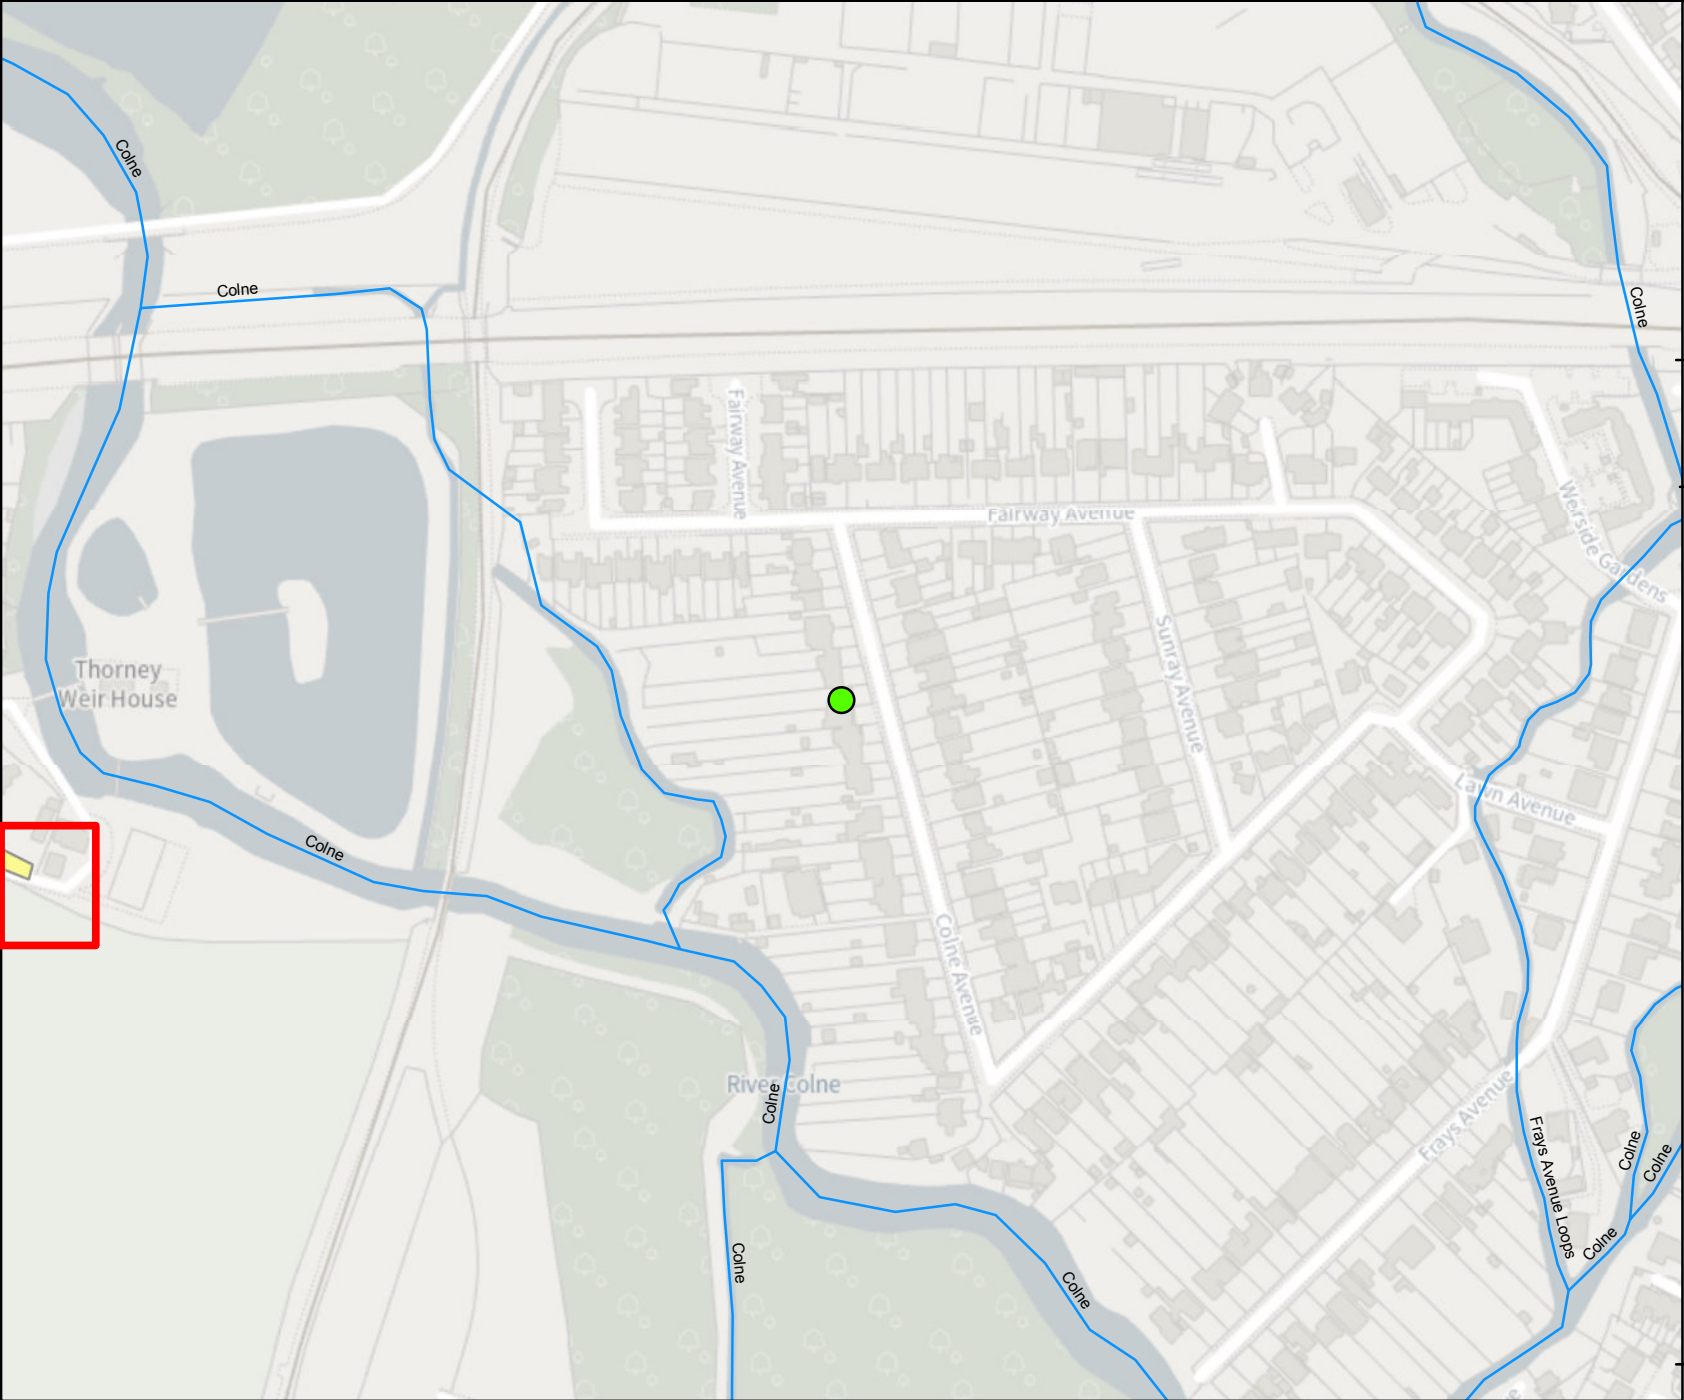 Colne
Colne
Colne
Fairway Avenue
Fairway Avenue
Weirside Gardens
Sunray Avenue
Thorney
Weir House
Lawn Avenue
Colne
Colne Avenue
River Colne
Colne
Frays Avenue
Frays Avenue Loops
Colne
Colne
Colne
Colne
Colne